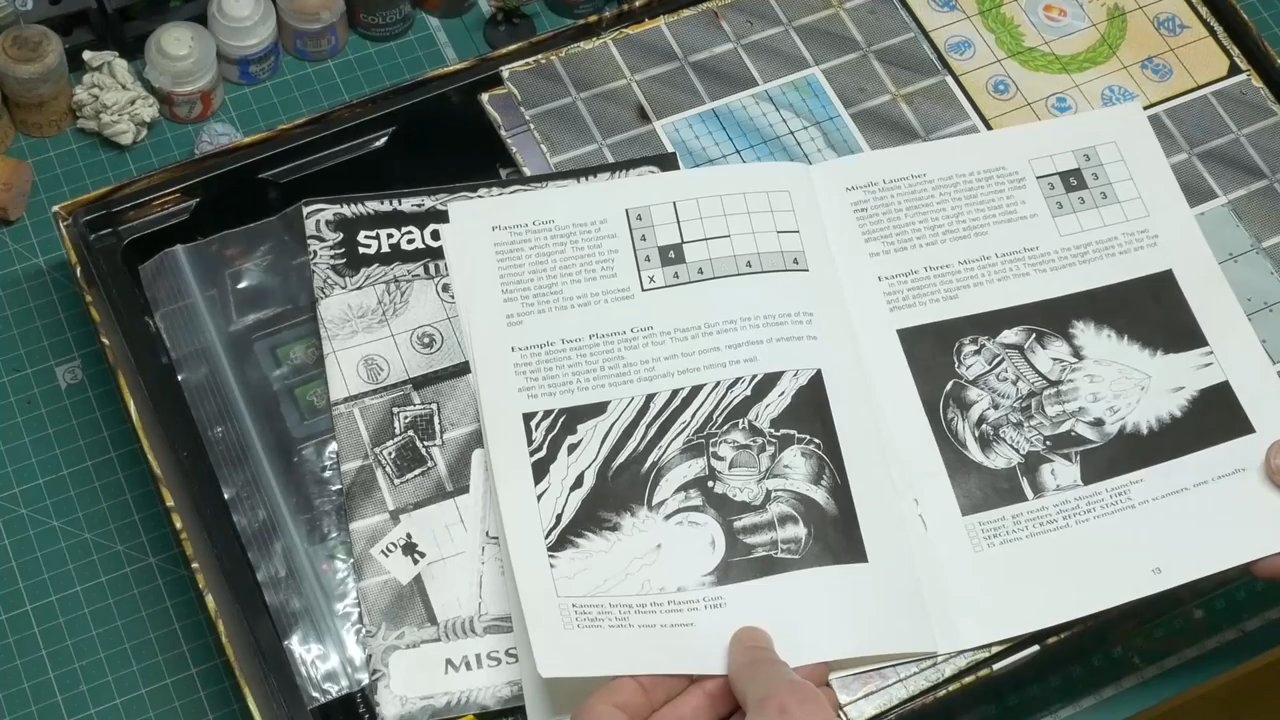 COLOUR
SPAC
10
MISS
Plasma Gun
The Plasma Gun fires at all
miniatures in a straight line of
squares, which may be horizontal,
vertical or diagonal. The total
number rolled is compared to the
armour value of each and every
miniature in the line of fire. Any
Marines caught in the line must
also be attacked.
The line of fire will be blocked
as soon as it hits a wall or a closed
door.
4
4
4
X 4 4 4 4
Example Two: Plasma Gun
In the above example the player with the Plasma Gun may fire in any one of the
three directions. He scored a total of four. Thus all the aliens in his chosen line of
fire will be hit with four points.
The alien in square B will also be hit with four points, regardless of whether the
alien in square A is eliminated or not.
He may only fire one square diagonally before hitting the wall.
Kanner, bring up the Plasma Gun.
Take aim. Let them come on. FIRE!
Grigby's hit!
Gunn, watch your scanner.
Missile Launcher
The Missile Launcher must fire at a square,
rather than a miniature, although the target square
may contain a miniature. Any miniature in the target
square will be attacked with the total number rolled
on both dice. Furthermore, any miniature in an
adjacent square will be caught in the blast and is
attacked with the higher of the two dice rolled.
The blast will not affect adjacent miniatures on
the far side of a wall or closed door.
3
3 5 3
3 3 3
Example Three: Missile Launcher
In the above example the darker shaded square is the target square. The two
heavy weapons dice scored a 2 and a 3. Therefore the target square is hit for five
and all adjacent squares are hit with three. The squares beyond the wall are not
affected by the blast.
Tenard, get ready with Missile Launcher.
Target, 30 meters ahead, door. FIRE!
SERGEANT CRAW REPORT STATUS.
15 aliens eliminated, five remaining on scanners, one casualty.
13